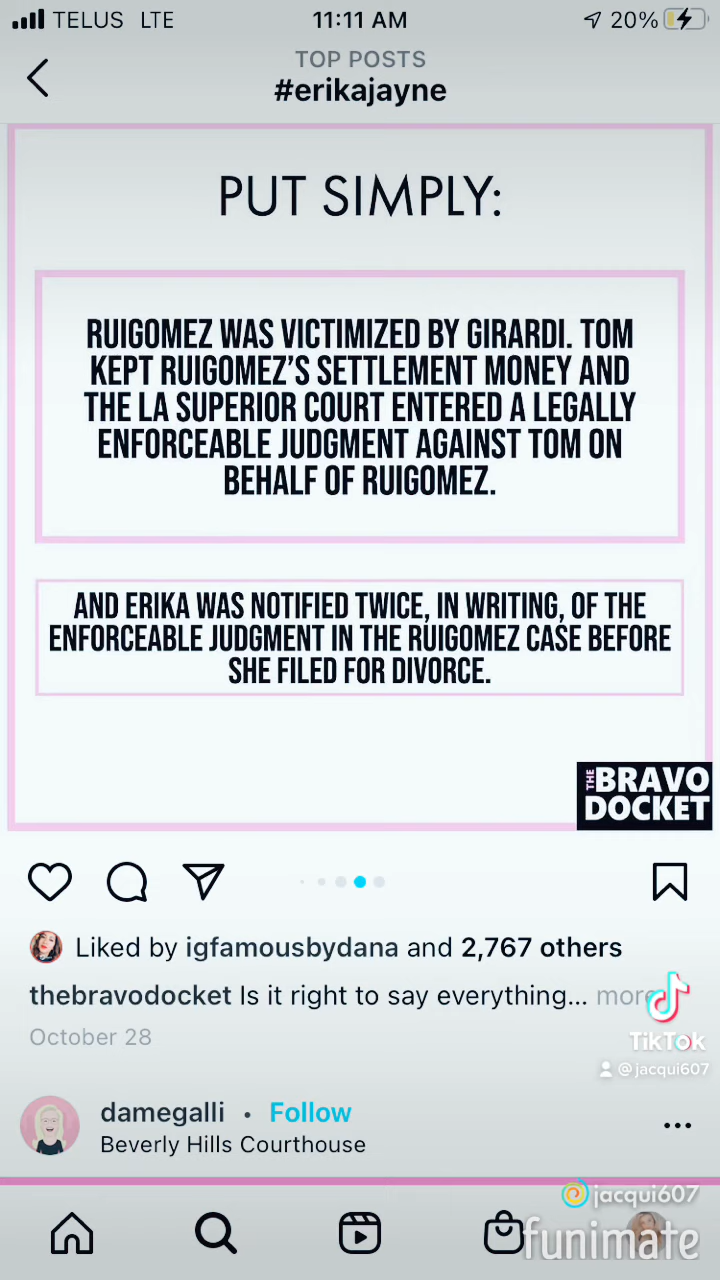 TELUS LTE 11:11 AM 20%
TOP POSTS
#erikajayne
PUT SIMPLY:
RUIGOMEZ WAS VICTIMIZED BY GIRARDI. TOM
KEPT RUIGOMEZ'S SETTLEMENT MONEY AND
THE LA SUPERIOR COURT ENTERED A LEGALLY
ENFORCEABLE JUDGMENT AGAINST TOM ON
BEHALF OF RUIGOMEZ.
AND ERIKA WAS NOTIFIED TWICE, IN WRITING, OF THE
ENFORCEABLE JUDGMENT IN THE RUIGOMEZ CASE BEFORE
SHE FILED FOR DIVORCE.
THE BRAVO
DOCKET
Liked by igfamousbydana and 2,767 others
thebravodocket Is it right to say everything... more
October 28
TikTok
@jacqui607
damegalli • Follow
Beverly Hills Courthouse
jacqui607
funimate